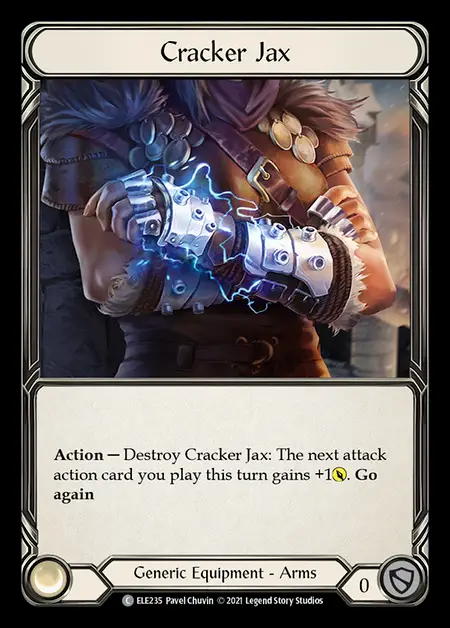 Cracker Jax
Action — Destroy Cracker Jax: The next attack
action card you play this turn gains +1. Go
again
Generic Equipment - Arms
0
C ELE235 Pavel Chuvin © 2021 Legend Story Studios